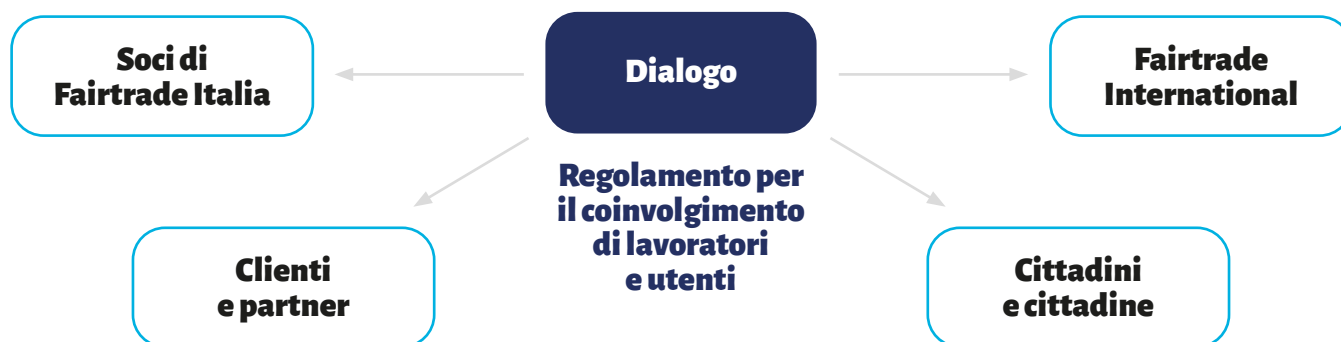 Soci di
Fairtrade Italia
Dialogo
Fairtrade
International
Regolamento per
il coinvolgimento
di lavoratori
e utenti
Clienti
e partner
Cittadini
e cittadine